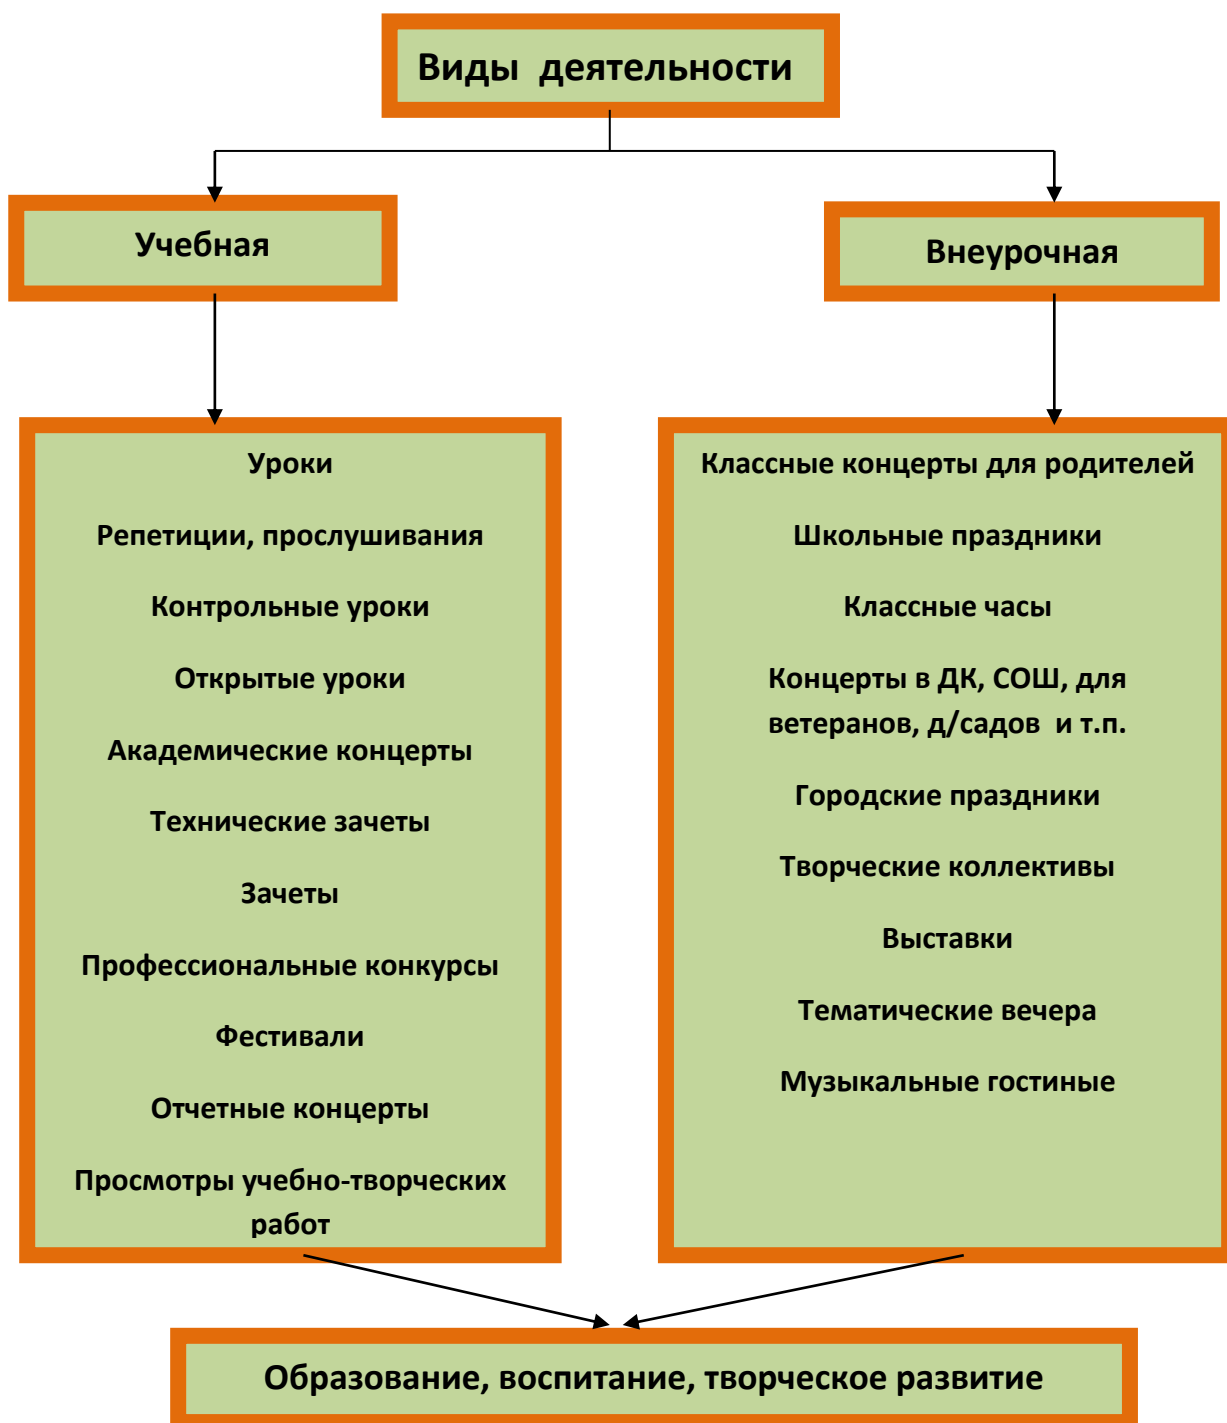 Виды деятельности
Учебная
Внеурочная
Уроки
Репетиции, прослушивания
Контрольные уроки
Открытые уроки
Академические концерты
Технические зачеты
Зачеты
Профессиональные конкурсы
Фестивали
Отчетные концерты
Просмотры учебно-творческих
работ
Классные концерты для родителей
Школьные праздники
Классные часы
Концерты в ДК, СОШ, для
ветеранов, д/садов и т.п.
Городские праздники
Творческие коллективы
Выставки
Тематические вечера
Музыкальные гостиные
Образование, воспитание, творческое развитие